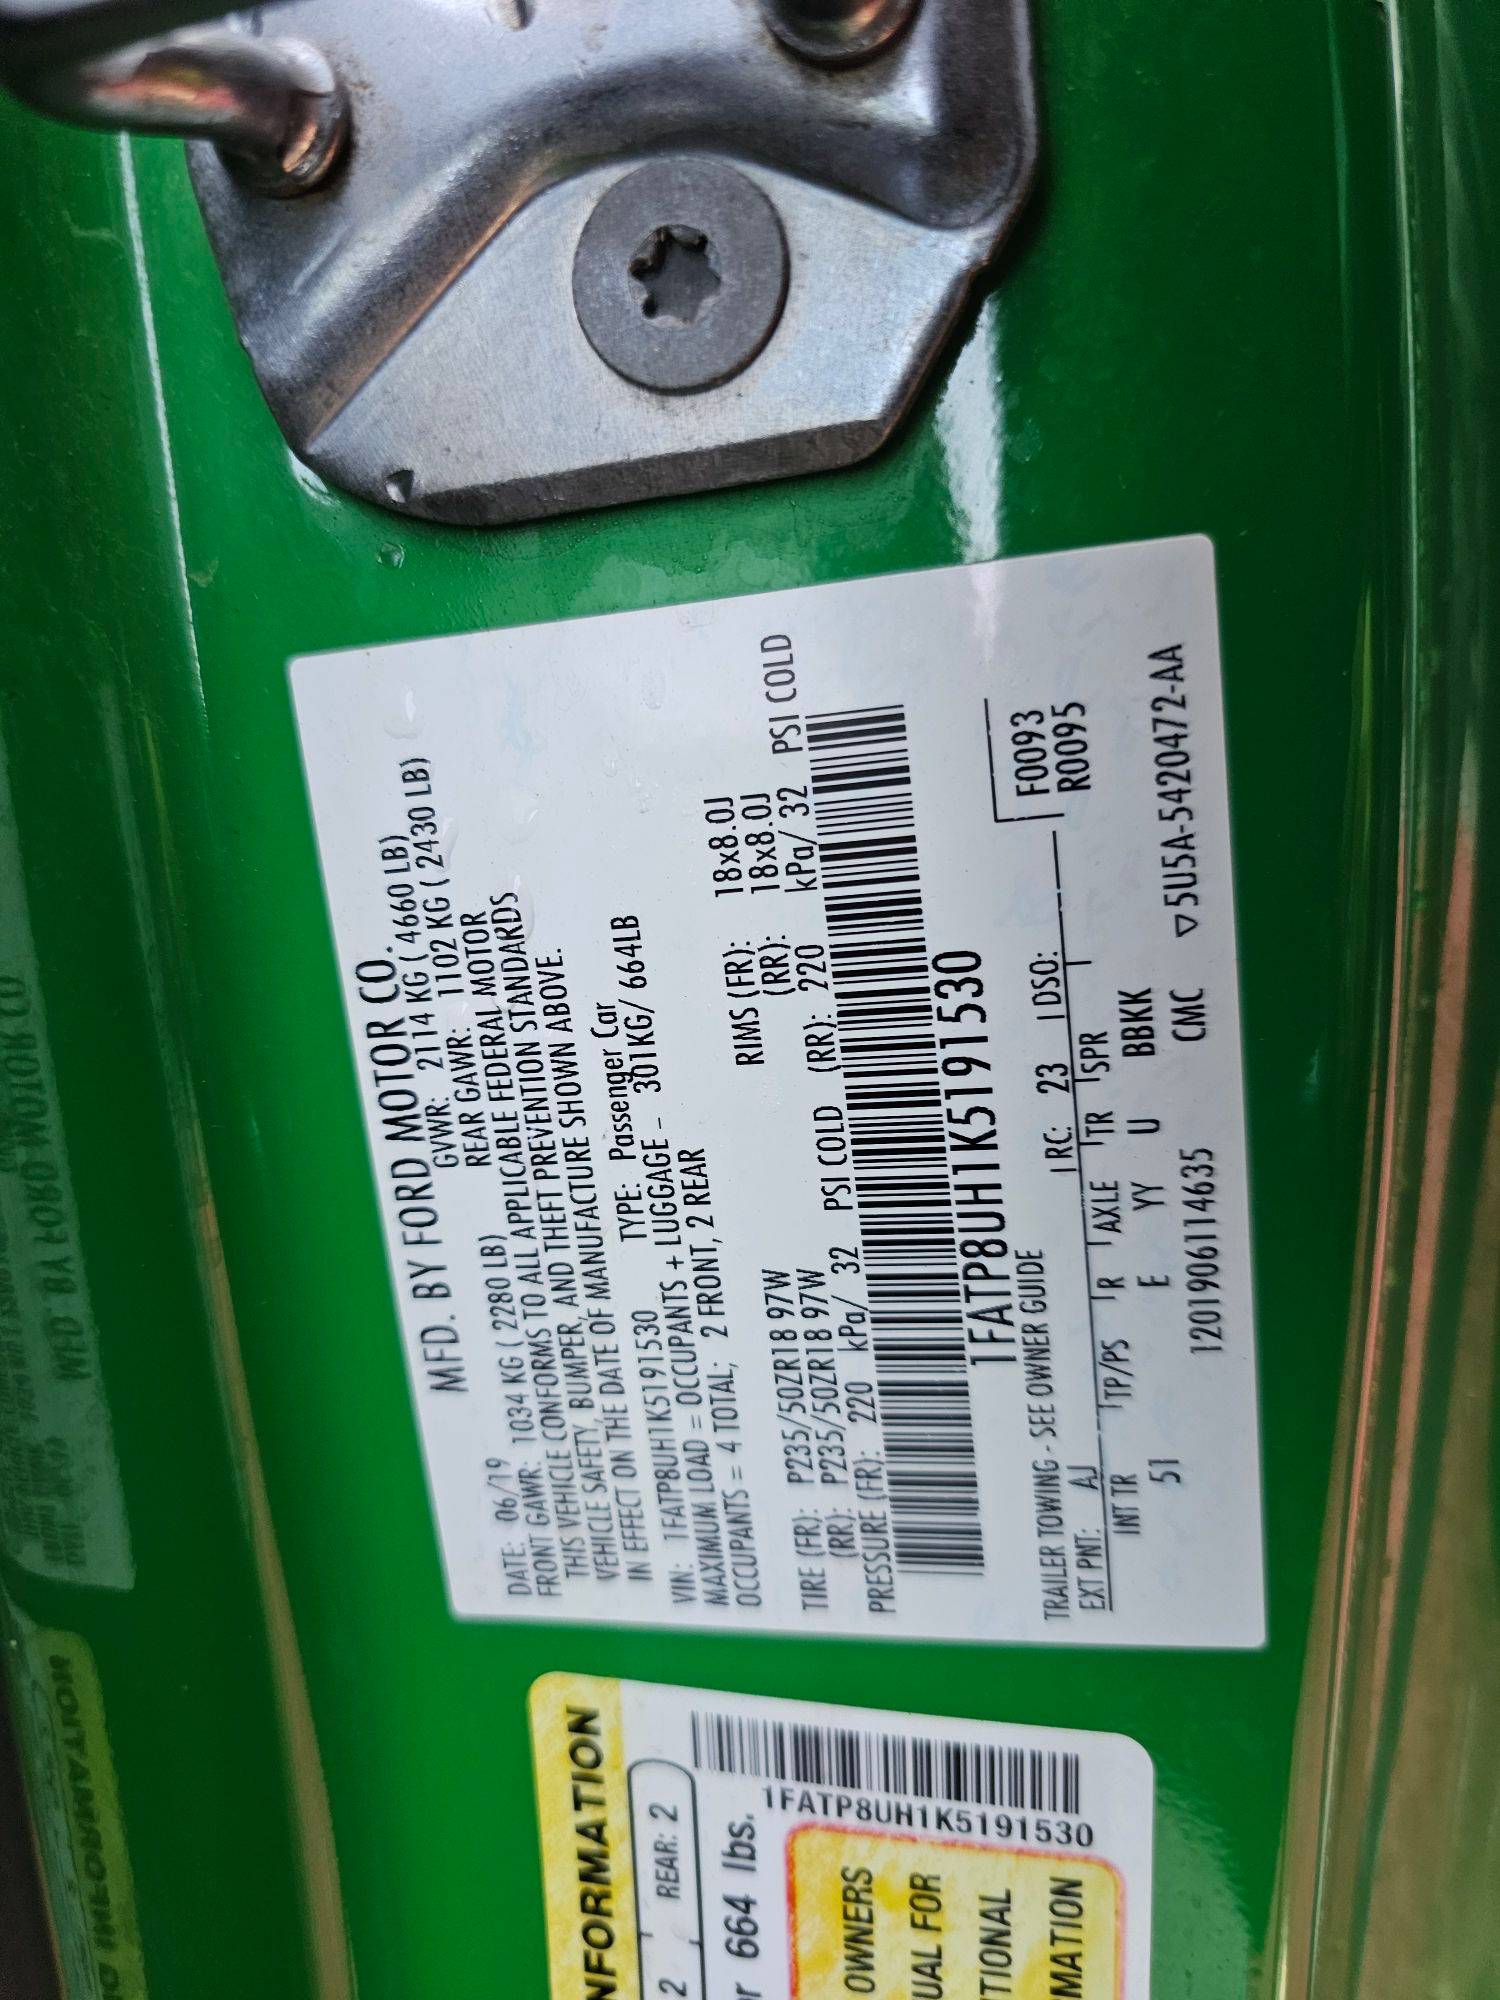 MFD. BY FORD MOTOR CO.
DATE: 06/19 GVWR: 2114 KG ( 4660 LB)
FRONT GAWR: 1034 KG ( 2280 LB) REAR GAWR: 1102 KG ( 2430 LB)
THIS VEHICLE CONFORMS TO ALL APPLICABLE FEDERAL MOTOR
VEHICLE SAFETY, BUMPER, AND THEFT PREVENTION STANDARDS
IN EFFECT ON THE DATE OF MANUFACTURE SHOWN ABOVE.
VIN: 1FATP8UH1K5191530 TYPE: Passenger Car
MAXIMUM LOAD = OCCUPANTS + LUGGAGE - 301KG/ 664LB
OCCUPANTS = 4 TOTAL; 2 FRONT, 2 REAR
TIRE (FR): P235/50ZR18 97W RIMS (FR): 18x8.0J
(RR): P235/50ZR18 97W (RR): 18x8.0J
PRESSURE (FR): 220 kPa/ 32 PSI COLD (RR): 220 kPa/ 32 PSI COLD
1FATP8UH1K5191530
TRAILER TOWING - SEE OWNER GUIDE F0093
EXT PNT: AJ RC: 23 DSO: R0095
INT TR TP/PS R AXLE TR SPR
51 E YY U BBKK
1201906114635 CMC ▽5U5A-5420472-AA
NFORMATION
2 REAR: 2
r 664 lbs.
1FATP8UH1K5191530
OWNERS
UAL FOR
TIONAL
MATION